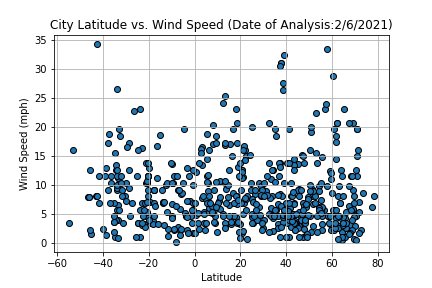 City Latitude vs. Wind Speed (Date of Analysis:2/6/2021)
35
30
25
20
15
10
5
0
Wind Speed (mph)
−60 −40 −20 0 20 40 60 80
Latitude